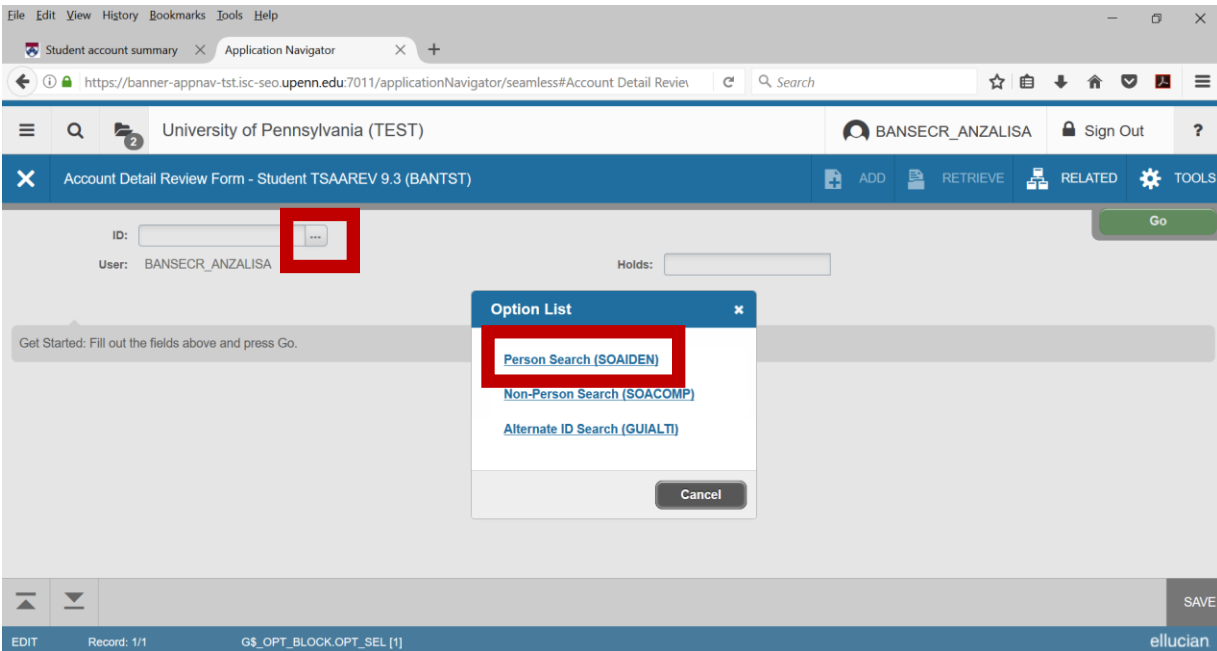 File Edit View History Bookmarks Tools Help
Student account summary Application Navigator
https://banner-appnav-tst.isc-seo.upenn.edu:7011/applicationNavigator/seamless#Account Detail Review Search
2 University of Pennsylvania (TEST) BANSECR_ANZALISA Sign Out ?
Account Detail Review Form - Student TSAAREV 9.3 (BANTST) ADD RETRIEVE RELATED TOOLS
ID: ... Go
User: BANSECR_ANZALISA Holds:
Option List
Get Started: Fill out the fields above and press Go.
Person Search (SOAIDEN)
Non-Person Search (SOACOMP)
Alternate ID Search (GUIALTI)
Cancel
SAVE
EDIT Record: 1/1 G$_OPT_BLOCK.OPT_SEL [1] ellucian